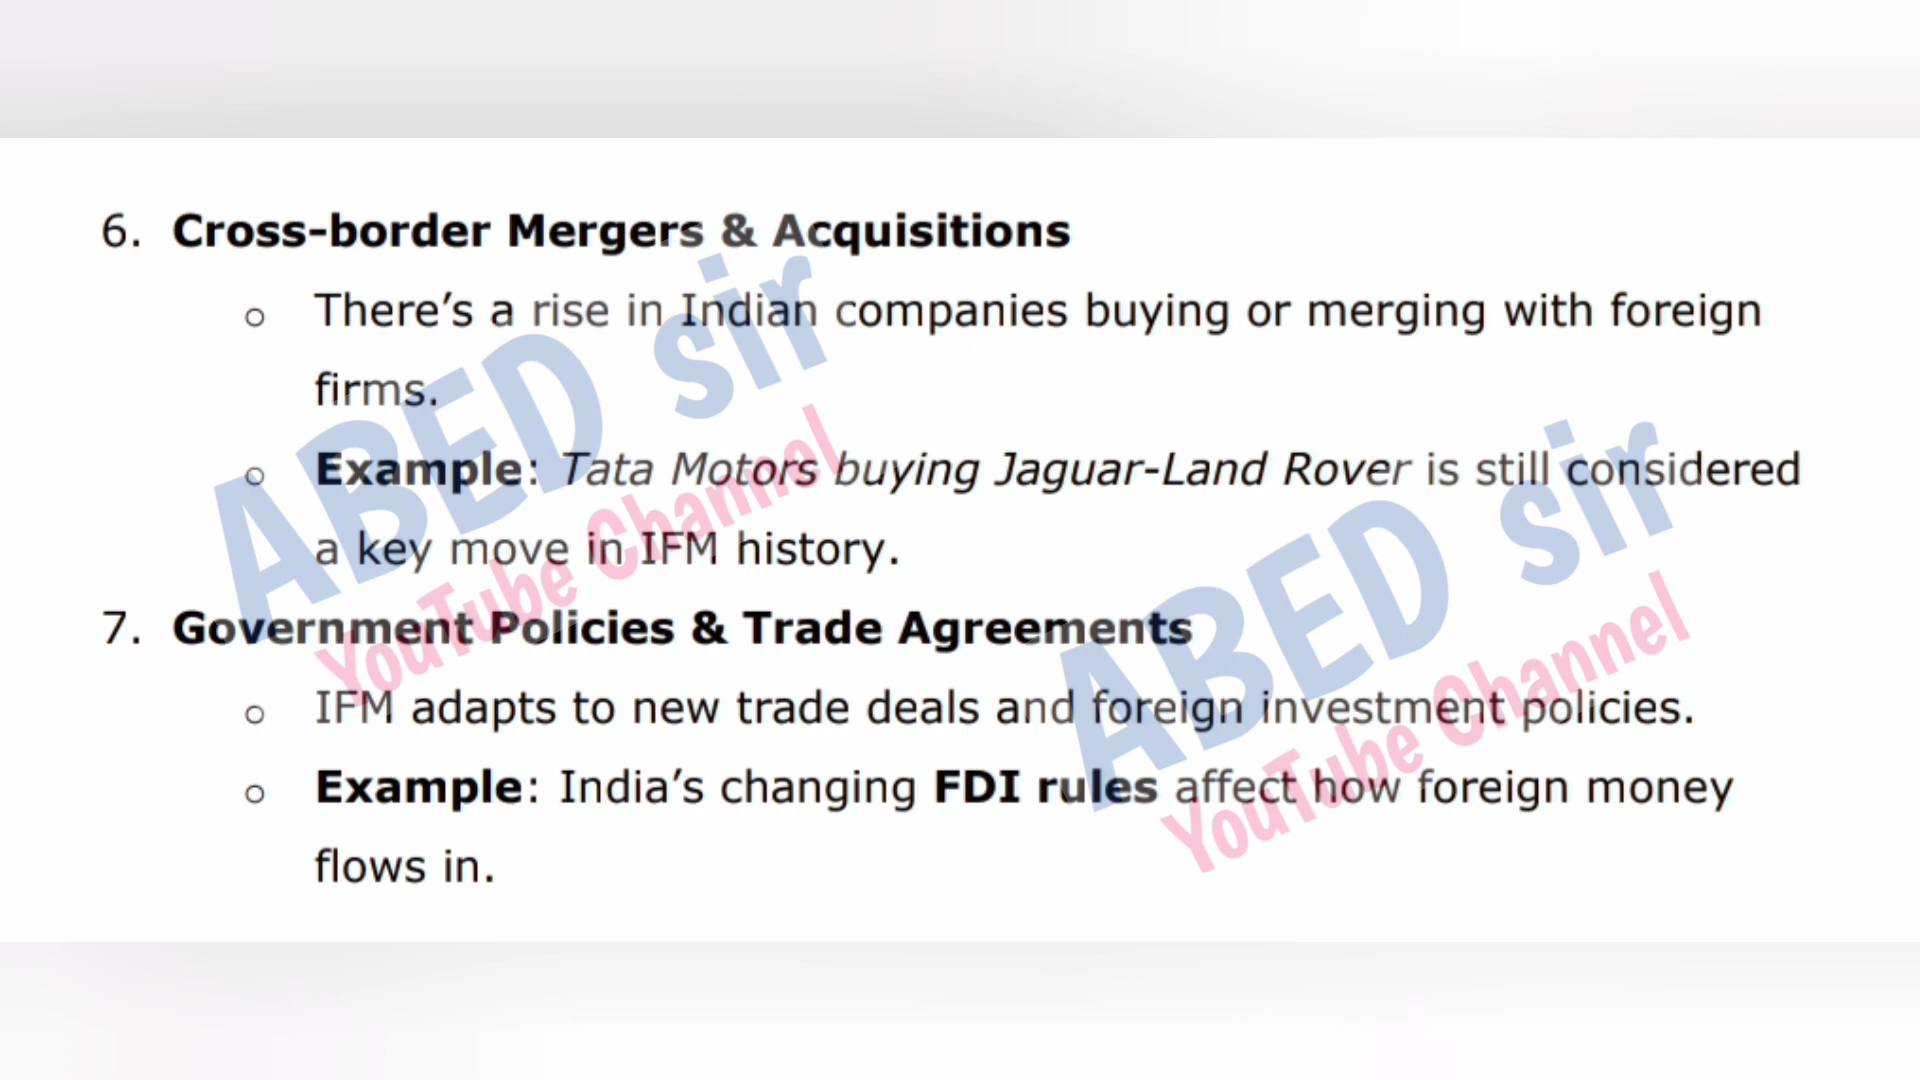 6. Cross-border Mergers & Acquisitions
o There's a rise in Indian companies buying or merging with foreign
firms.
o Example: Tata Motors buying Jaguar-Land Rover is still considered
a key move in IFM history.
7. Government Policies & Trade Agreements
o IFM adapts to new trade deals and foreign investment policies.
o Example: India's changing FDI rules affect how foreign money
flows in.
ABED sir
YouTube Channel
ABED sir
YouTube Channel